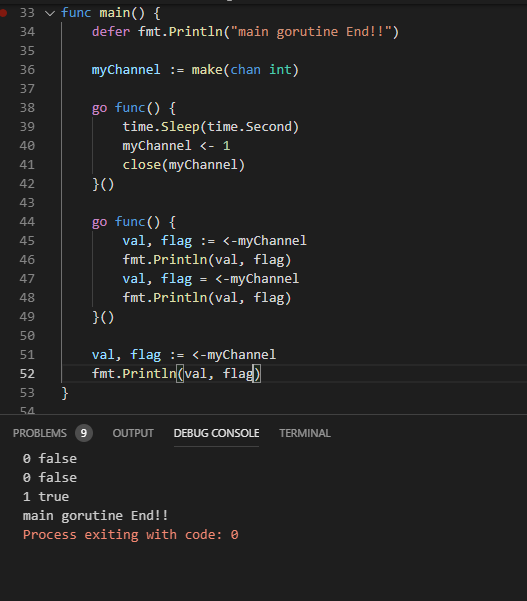 33 func main() {
34 defer fmt.Println("main gorutine End!!")
35
36 myChannel := make(chan int)
37
38 go func() {
39 time.Sleep(time.Second)
40 myChannel <- 1
41 close(myChannel)
42 }()
43
44 go func() {
45 val, flag := <-myChannel
46 fmt.Println(val, flag)
47 val, flag = <-myChannel
48 fmt.Println(val, flag)
49 }()
50
51 val, flag := <-myChannel
52 fmt.Println(val, flag)
53 }
54
PROBLEMS 9 OUTPUT DEBUG CONSOLE TERMINAL
0 false
0 false
1 true
main gorutine End!!
Process exiting with code: 0